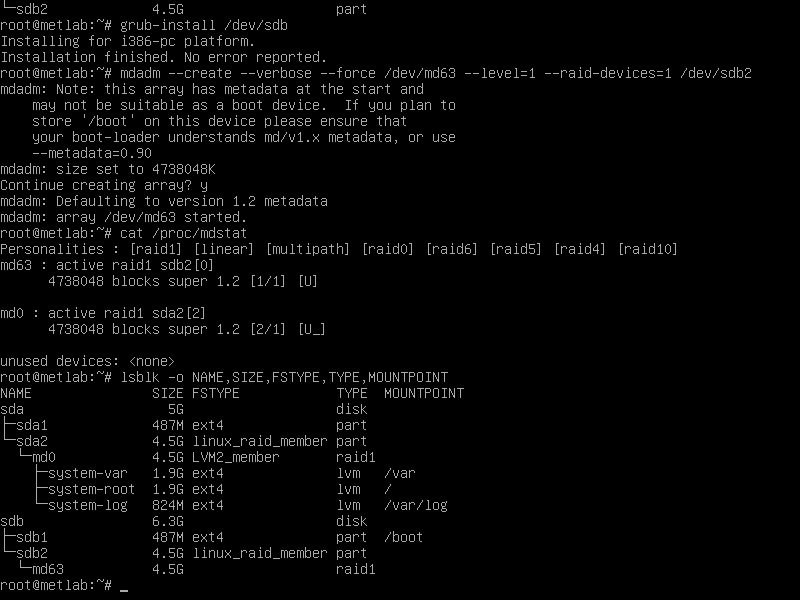 └─sdb2               4.5G                   part
root@metlab:~# grub-install /dev/sdb
Installing for i386-pc platform.
Installation finished. No error reported.
root@metlab:~# mdadm --create --verbose --force /dev/md63 --level=1 --raid-devices=1 /dev/sdb2
mdadm: Note: this array has metadata at the start and
    may not be suitable as a boot device.  If you plan to
    store '/boot' on this device please ensure that
    your boot-loader understands md/v1.x metadata, or use
    --metadata=0.90
mdadm: size set to 4738048K
Continue creating array? y
mdadm: Defaulting to version 1.2 metadata
mdadm: array /dev/md63 started.
root@metlab:~# cat /proc/mdstat
Personalities : [raid1] [linear] [multipath] [raid0] [raid6] [raid5] [raid4] [raid10]
md63 : active raid1 sdb2[0]
      4738048 blocks super 1.2 [1/1] [U]

md0 : active raid1 sda2[2]
      4738048 blocks super 1.2 [2/1] [U_]

unused devices: <none>
root@metlab:~# lsblk -o NAME,SIZE,FSTYPE,TYPE,MOUNTPOINT
NAME               SIZE FSTYPE            TYPE  MOUNTPOINT
sda                  5G                   disk
├─sda1             487M ext4              part
└─sda2             4.5G linux_raid_member part
  └─md0            4.5G LVM2_member       raid1
    ├─system-var   1.9G ext4              lvm   /var
    ├─system-root  1.9G ext4              lvm   /
    └─system-log   824M ext4              lvm   /var/log
sdb                6.3G                   disk
├─sdb1             487M ext4              part  /boot
└─sdb2             4.5G linux_raid_member part
  └─md63           4.5G                   raid1
root@metlab:~# _